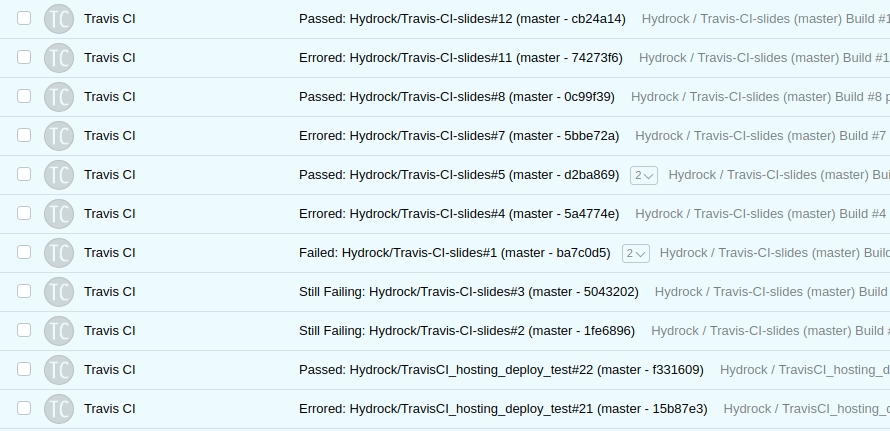 TC Travis CI Passed: Hydrock/Travis-CI-slides#12 (master - cb24a14) Hydrock / Travis-CI-slides (master) Build #1
TC Travis CI Errored: Hydrock/Travis-CI-slides#11 (master - 74273f6) Hydrock / Travis-CI-slides (master) Build #1
TC Travis CI Passed: Hydrock/Travis-CI-slides#8 (master - 0c99f39) Hydrock / Travis-CI-slides (master) Build #8 p
TC Travis CI Errored: Hydrock/Travis-CI-slides#7 (master - 5bbe72a) Hydrock / Travis-CI-slides (master) Build #7
TC Travis CI Passed: Hydrock/Travis-CI-slides#5 (master - d2ba869) 2 Hydrock / Travis-CI-slides (master) Bui
TC Travis CI Errored: Hydrock/Travis-CI-slides#4 (master - 5a4774e) Hydrock / Travis-CI-slides (master) Build #4
TC Travis CI Failed: Hydrock/Travis-CI-slides#1 (master - ba7c0d5) 2 Hydrock / Travis-CI-slides (master) Build
TC Travis CI Still Failing: Hydrock/Travis-CI-slides#3 (master - 5043202) Hydrock / Travis-CI-slides (master) Build
TC Travis CI Still Failing: Hydrock/Travis-CI-slides#2 (master - 1fe6896) Hydrock / Travis-CI-slides (master) Build #
TC Travis CI Passed: Hydrock/TravisCI_hosting_deploy_test#22 (master - f331609) Hydrock / TravisCI_hosting_d
TC Travis CI Errored: Hydrock/TravisCI_hosting_deploy_test#21 (master - 15b87e3) Hydrock / TravisCI_hosting_